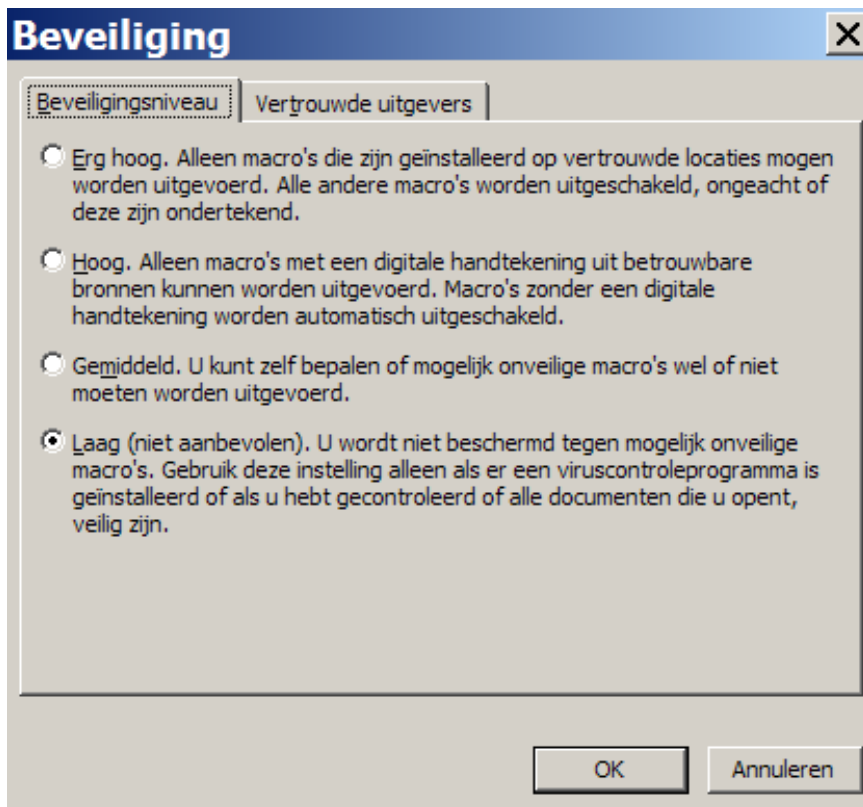 Beveiliging
Beveiligingsniveau Vertrouwde uitgevers
Erg hoog. Alleen macro's die zijn geïnstalleerd op vertrouwde locaties mogen
worden uitgevoerd. Alle andere macro's worden uitgeschakeld, ongeacht of
deze zijn ondertekend.
Hoog. Alleen macro's met een digitale handtekening uit betrouwbare
bronnen kunnen worden uitgevoerd. Macro's zonder een digitale
handtekening worden automatisch uitgeschakeld.
Gemiddeld. U kunt zelf bepalen of mogelijk onveilige macro's wel of niet
moeten worden uitgevoerd.
Laag (niet aanbevolen). U wordt niet beschermd tegen mogelijk onveilige
macro's. Gebruik deze instelling alleen als er een viruscontroleprogramma is
geïnstalleerd of als u hebt gecontroleerd of alle documenten die u opent,
veilig zijn.
OK Annuleren